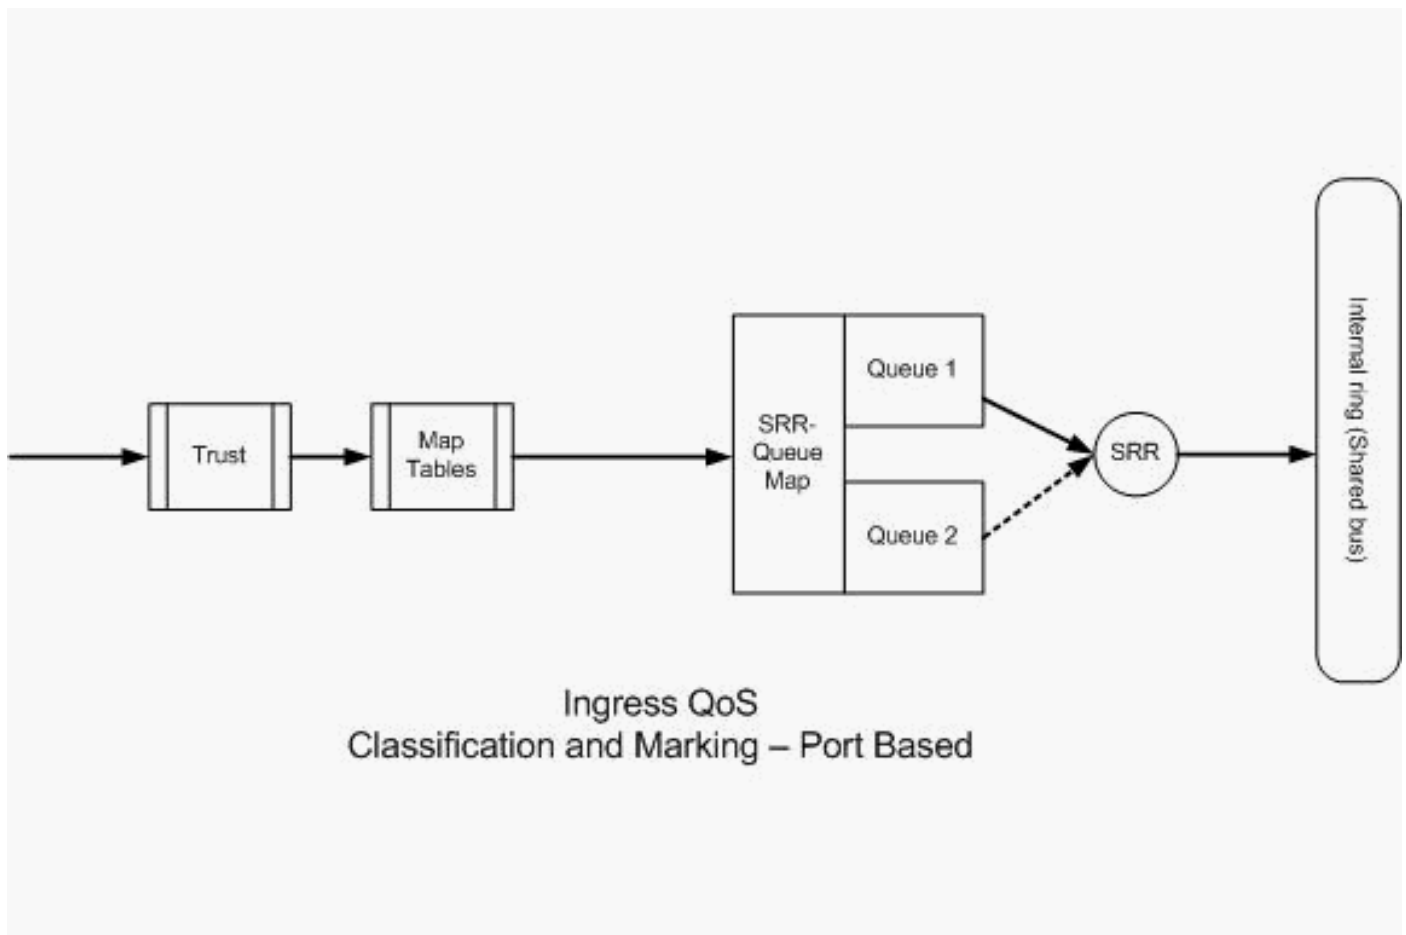 Trust
Map
Tables
SRR-
Queue
Map
Queue 1
Queue 2
SRR
Internal ring (Shared bus)
Ingress QoS
Classification and Marking – Port Based